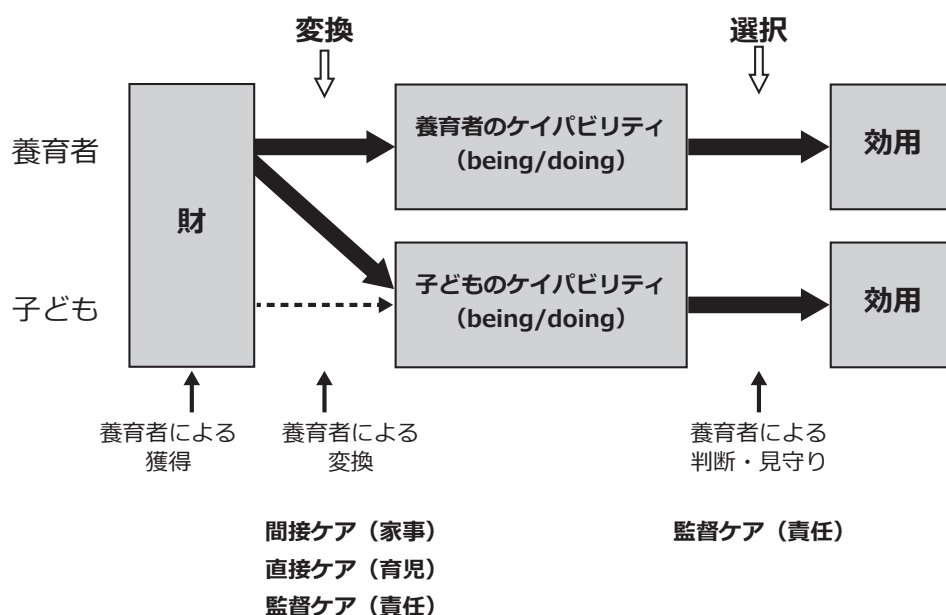 変換
選択
養育者
財
養育者のケイパビリティ
（being/doing）
効用
子ども
子どものケイパビリティ
（being/doing）
効用
養育者による
獲得
養育者による
変換
養育者による
判断・見守り
間接ケア（家事）
直接ケア（育児）
監督ケア（責任）
監督ケア（責任）